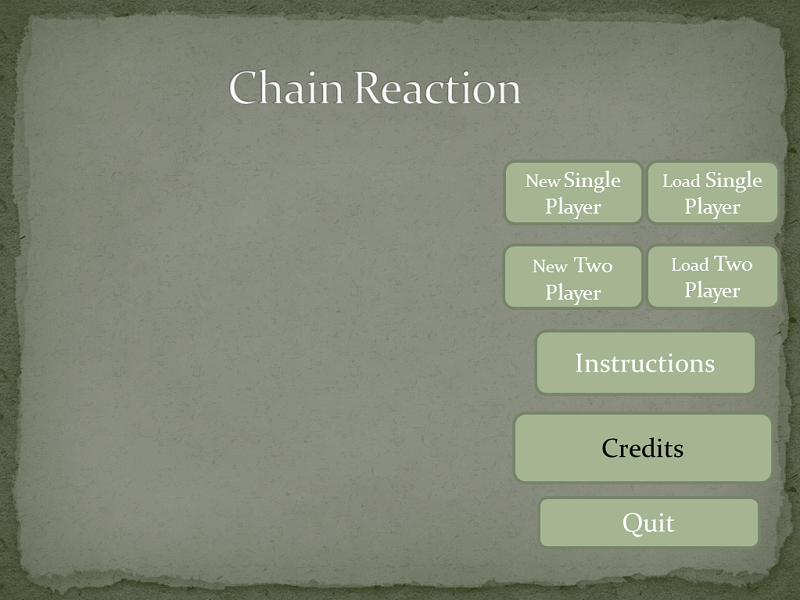 Chain Reaction
New Single
Player
Load Single
Player
New Two
Player
Load Two
Player
Instructions
Credits
Quit